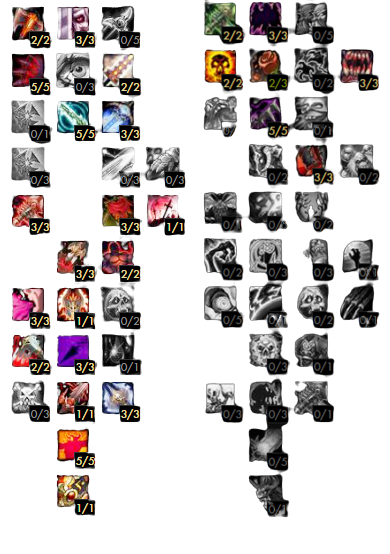 2/2 3/3 0/5 2/2 3/3 0/5
5/5 0/3 2/2 2/2 2/3 0/2 3/3
0/1 5/5 3/3 5/5 0/1
0/3 0/3 0/3 0/2 3/3 0/2
3/3 3/3 1/1
3/3 2/2 0/2 0/3 0/3 0/1
3/3 1/1 0/2 0/5 0/1 0/2 0/1
2/2 3/3 0/1 0/3 0/1
0/3 1/1 3/3 0/3 0/3 0/1
5/5 0/5
1/1